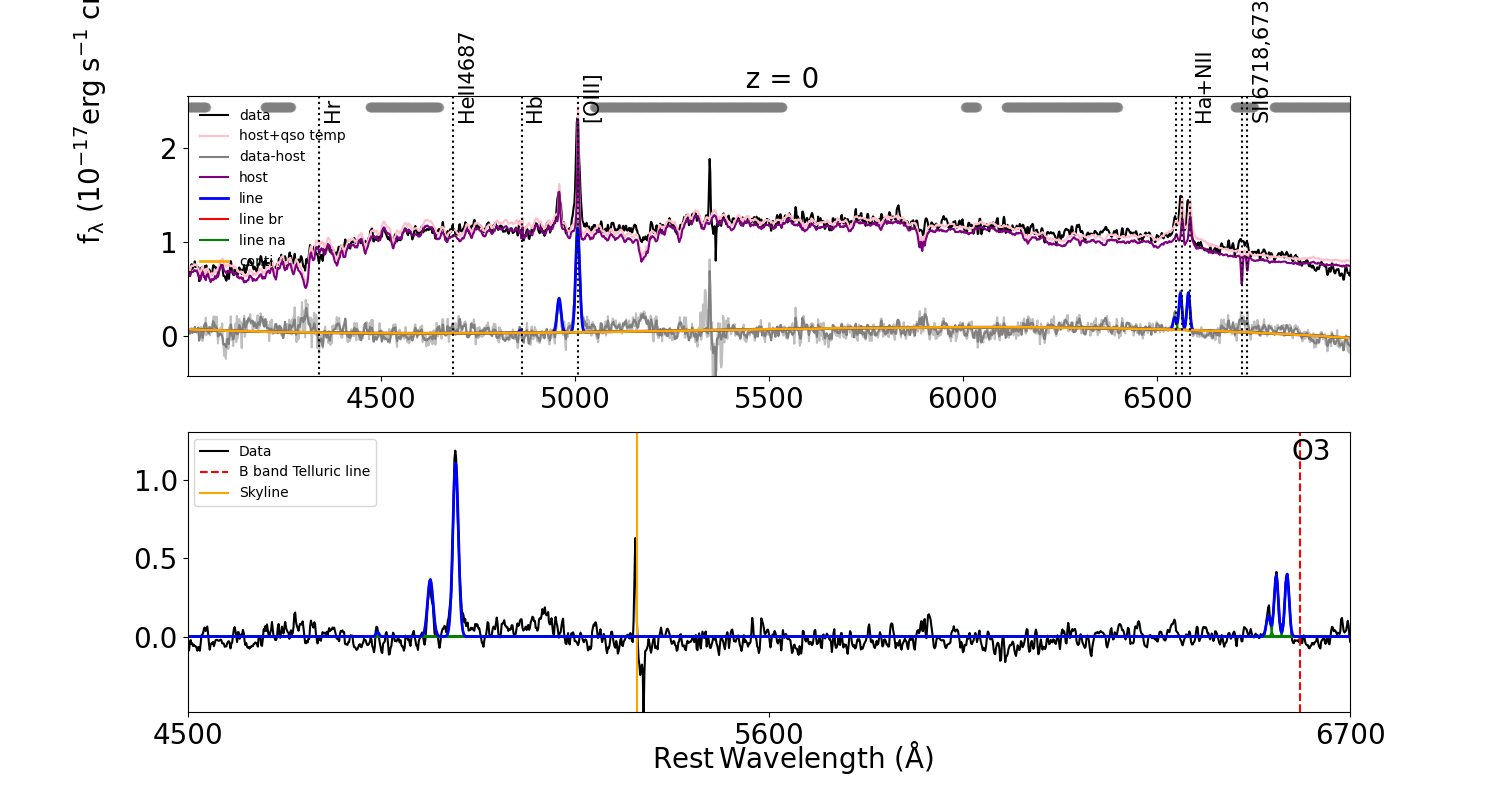 z = 0
f_λ (10^{-17}erg s^{-1} c
Hr
HeII4687
Hb
[OIII]
Ha+NII
SII6718,673
data
host+qso temp
data-host
host
line
line br
line na
conti
2
1
0
4500
5000
5500
6000
6500
Data
B band Telluric line
Skyline
O3
1.0
0.5
0.0
4500
5600
6700
Rest Wavelength (Å)